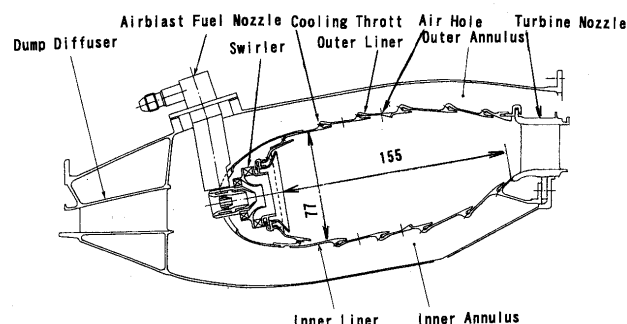 Airblast Fuel Nozzle
Cooling Thrott
Air Hole
Turbine Nozzle
Dump Diffuser
Swirler
Outer Liner
Outer Annulus
155
77
Inner Liner
Inner Annulus